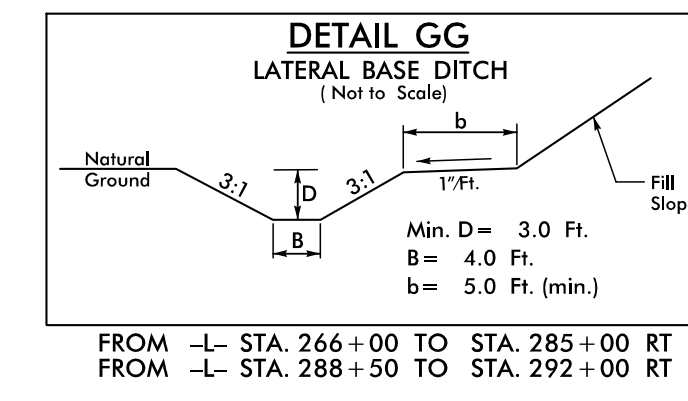 DETAIL GG
LATERAL BASE DITCH
( Not to Scale)
b
Natural
Ground
3:1
D
3:1
1"/Ft.
Fill
Slop
B
Min. D= 3.0 Ft.
B= 4.0 Ft.
b= 5.0 Ft. (min.)
FROM -L- STA. 266+00 TO STA. 285+00 RT
FROM -L- STA. 288+50 TO STA. 292+00 RT